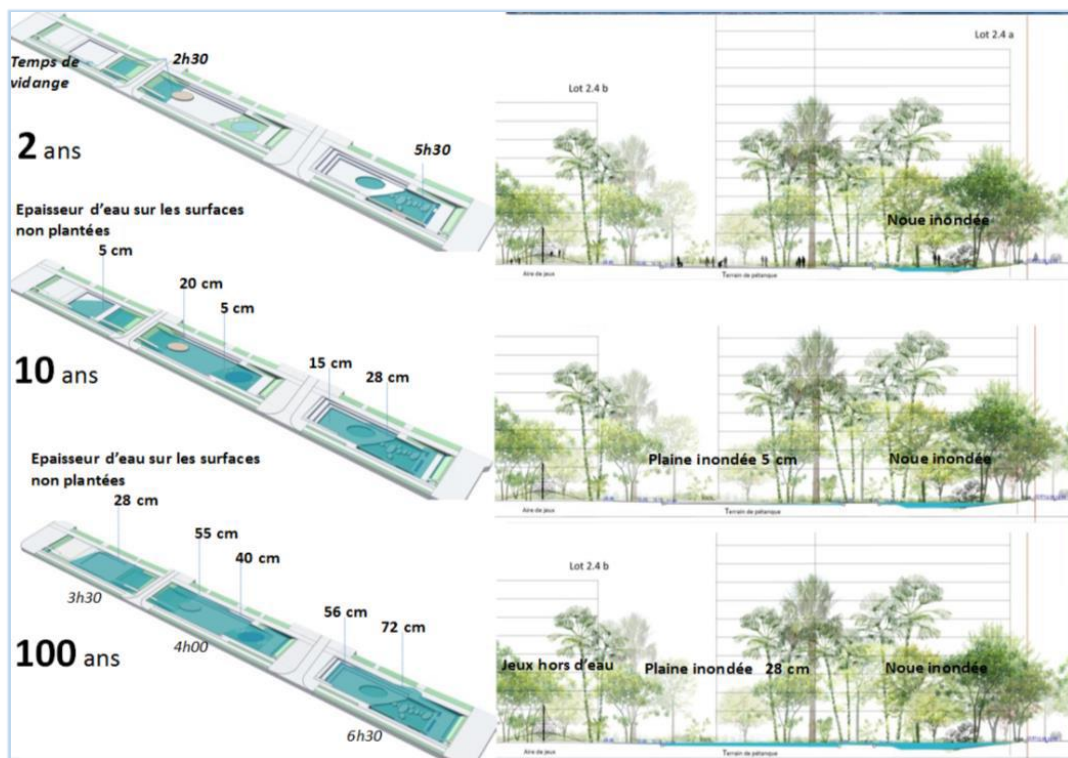 Temps de
vidange
2h30
5h30
2 ans
Epaisseur d'eau sur les surfaces
non plantées
5 cm
20 cm
5 cm
15 cm
28 cm
10 ans
Epaisseur d'eau sur les surfaces
non plantées
28 cm
55 cm
40 cm
56 cm
72 cm
3h30
4h00
6h30
100 ans
Lot 2.4 a
Lot 2.4 b
Noue inondée
Aire de jeux
Terrain de pétanque
Plaine inondée 5 cm
Noue inondée
Aire de jeux
Terrain de pétanque
Lot 2.4 b
Jeux hors d'eau
Plaine inondée 28 cm
Noue inondée
Aire de jeux
Terrain de pétanque